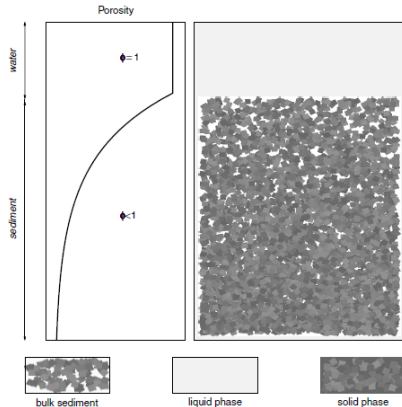 Porosity
water
ϕ= 1
sediment
ϕ<1
bulk sediment
liquid phase
solid phase